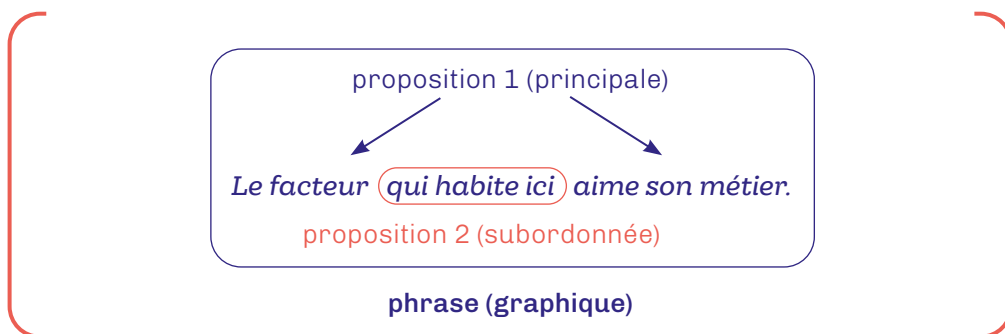 proposition 1 (principale)
Le facteur qui habite ici aime son métier.
proposition 2 (subordonnée)
phrase (graphique)